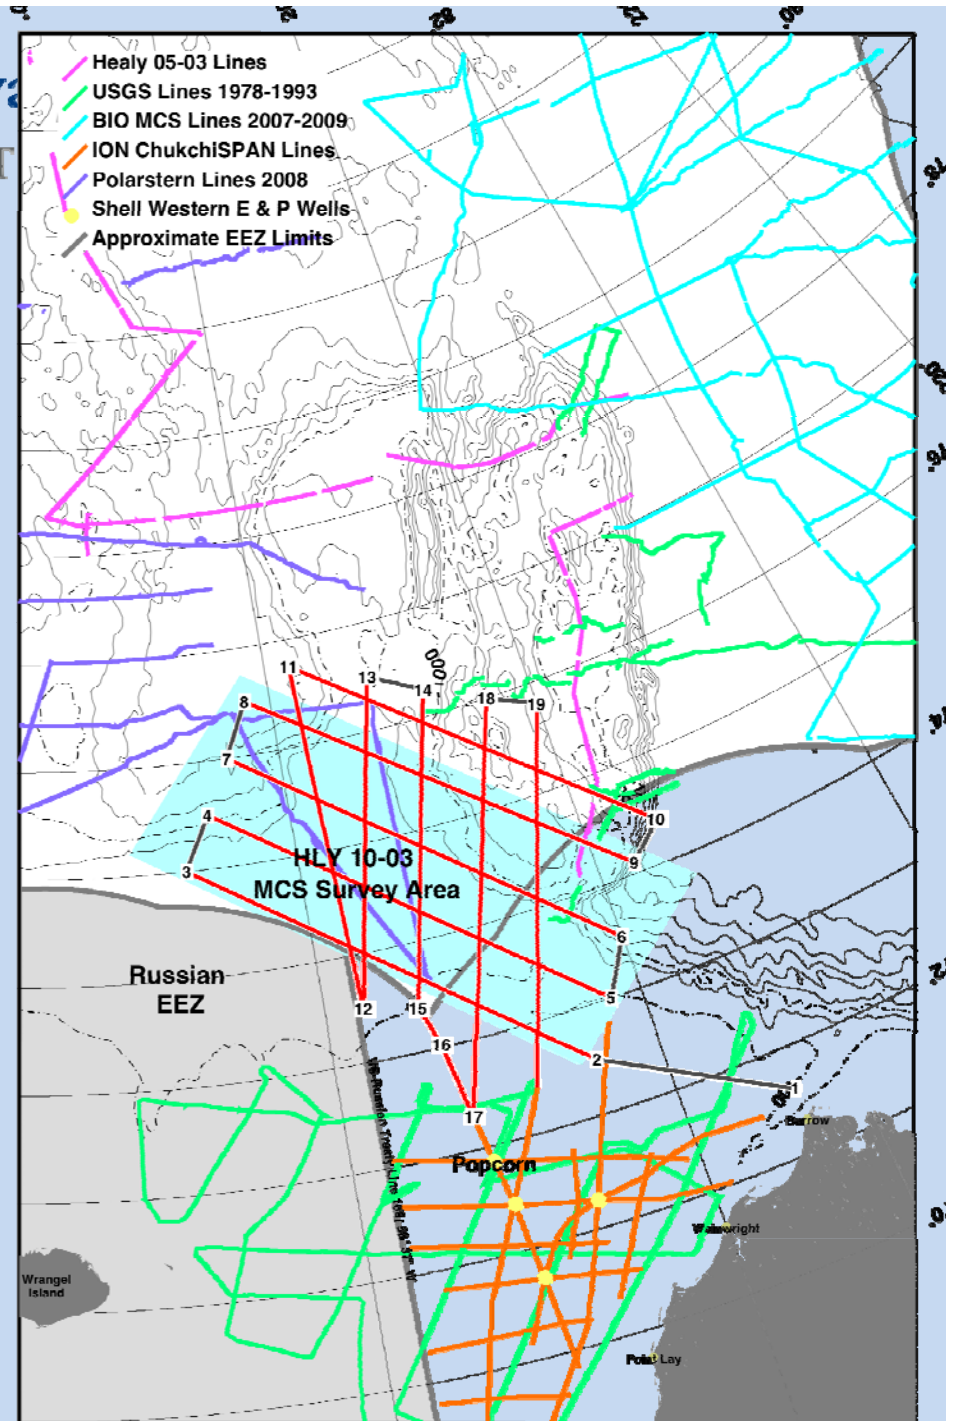 Healy 05-03 Lines
USGS Lines 1978-1993
BIO MCS Lines 2007-2009
ION ChukchiSPAN Lines
Polarstern Lines 2008
Shell Western E & P Wells
Approximate EEZ Limits
000
11
13
14
18
19
8
7
4
3
10
9
6
5
HLY 10-03
MCS Survey Area
Russian
EEZ
12
15
16
17
2
1
Barrow
Popcorn
Wainwright
Wrangel
Island
Point Lay